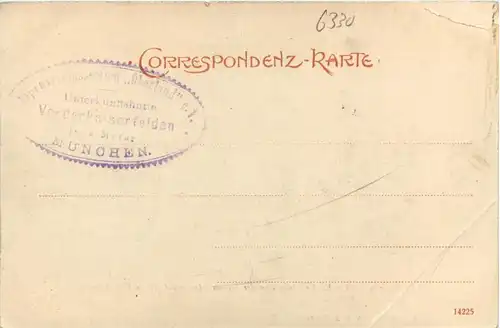 6330
CORRESPONDENZ-KARTE.
Unterkunftshaus
Vorderkaiserfelden
MÜNCHEN.
14225